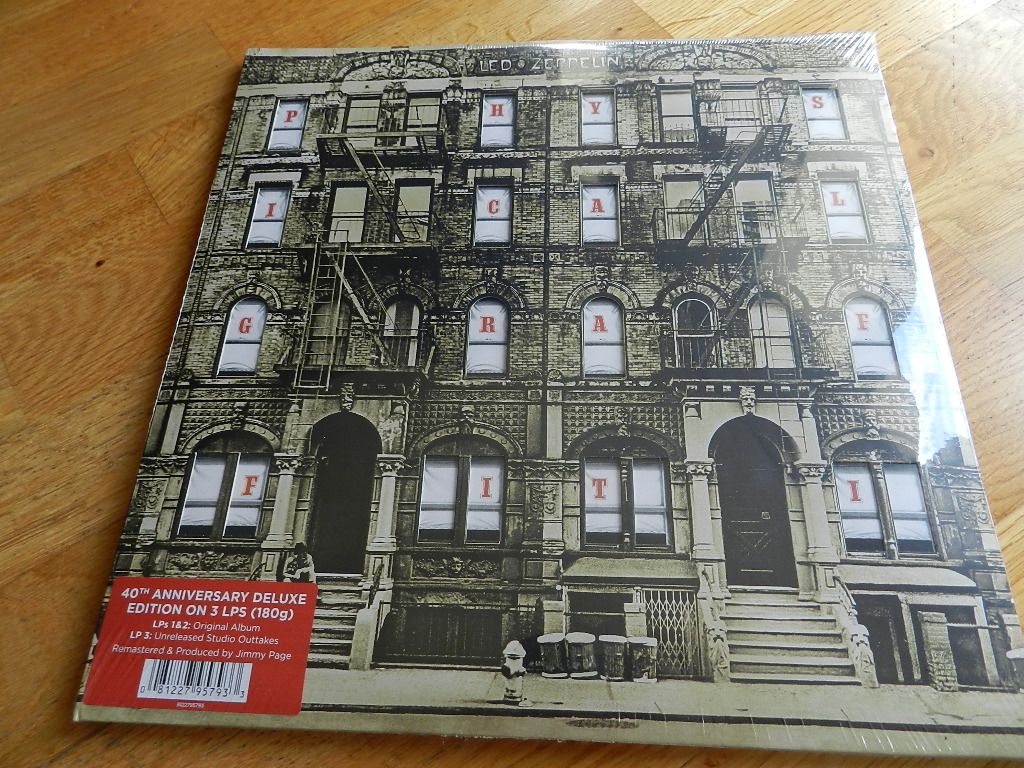 LED ZEPPELIN
P H Y S
I C A L
G R A F
F I T I
40TH ANNIVERSARY DELUXE
EDITION ON 3 LPS (180g)
LPs 1&2: Original Album
LP 3: Unreleased Studio Outtakes
Remastered & Produced by Jimmy Page
0 81227 95793 3